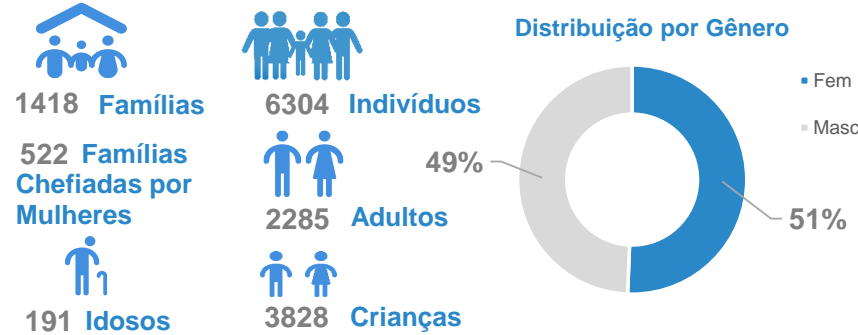 1418 Famílias
522 Famílias
Chefiadas por
Mulheres
191 Idosos
6304 Indivíduos
2285 Adultos
3828 Crianças
Distribuição por Gênero
Fem
Masc
49%
51%